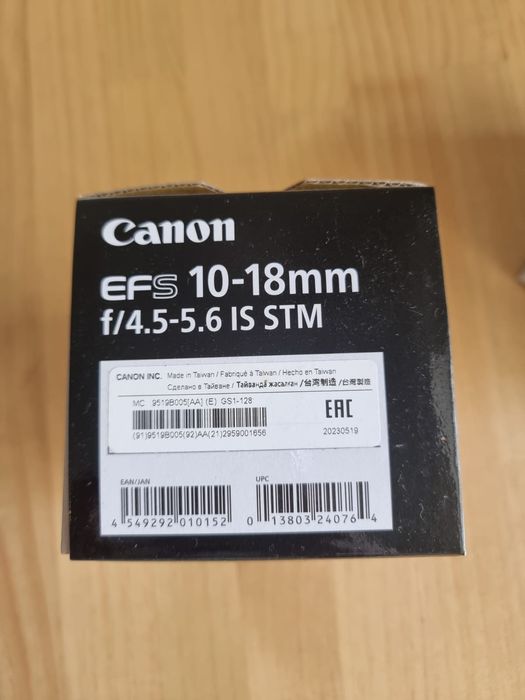 Canon
EFS 10-18mm
f/4.5-5.6 IS STM
CANON INC. Made in Taiwan / Fabriqué à Taiwan / Hecho en Taiwan
Сделано в Тайване / Тайванда жасалған /台湾制造 /台灣製造
MC 9519B005[AA] (E) GS1-128
EAC
(91)9519B005(92)AA(21)2959001656
20230519
EAN/JAN
UPC
4 549292 010152
0 13803 24076 4